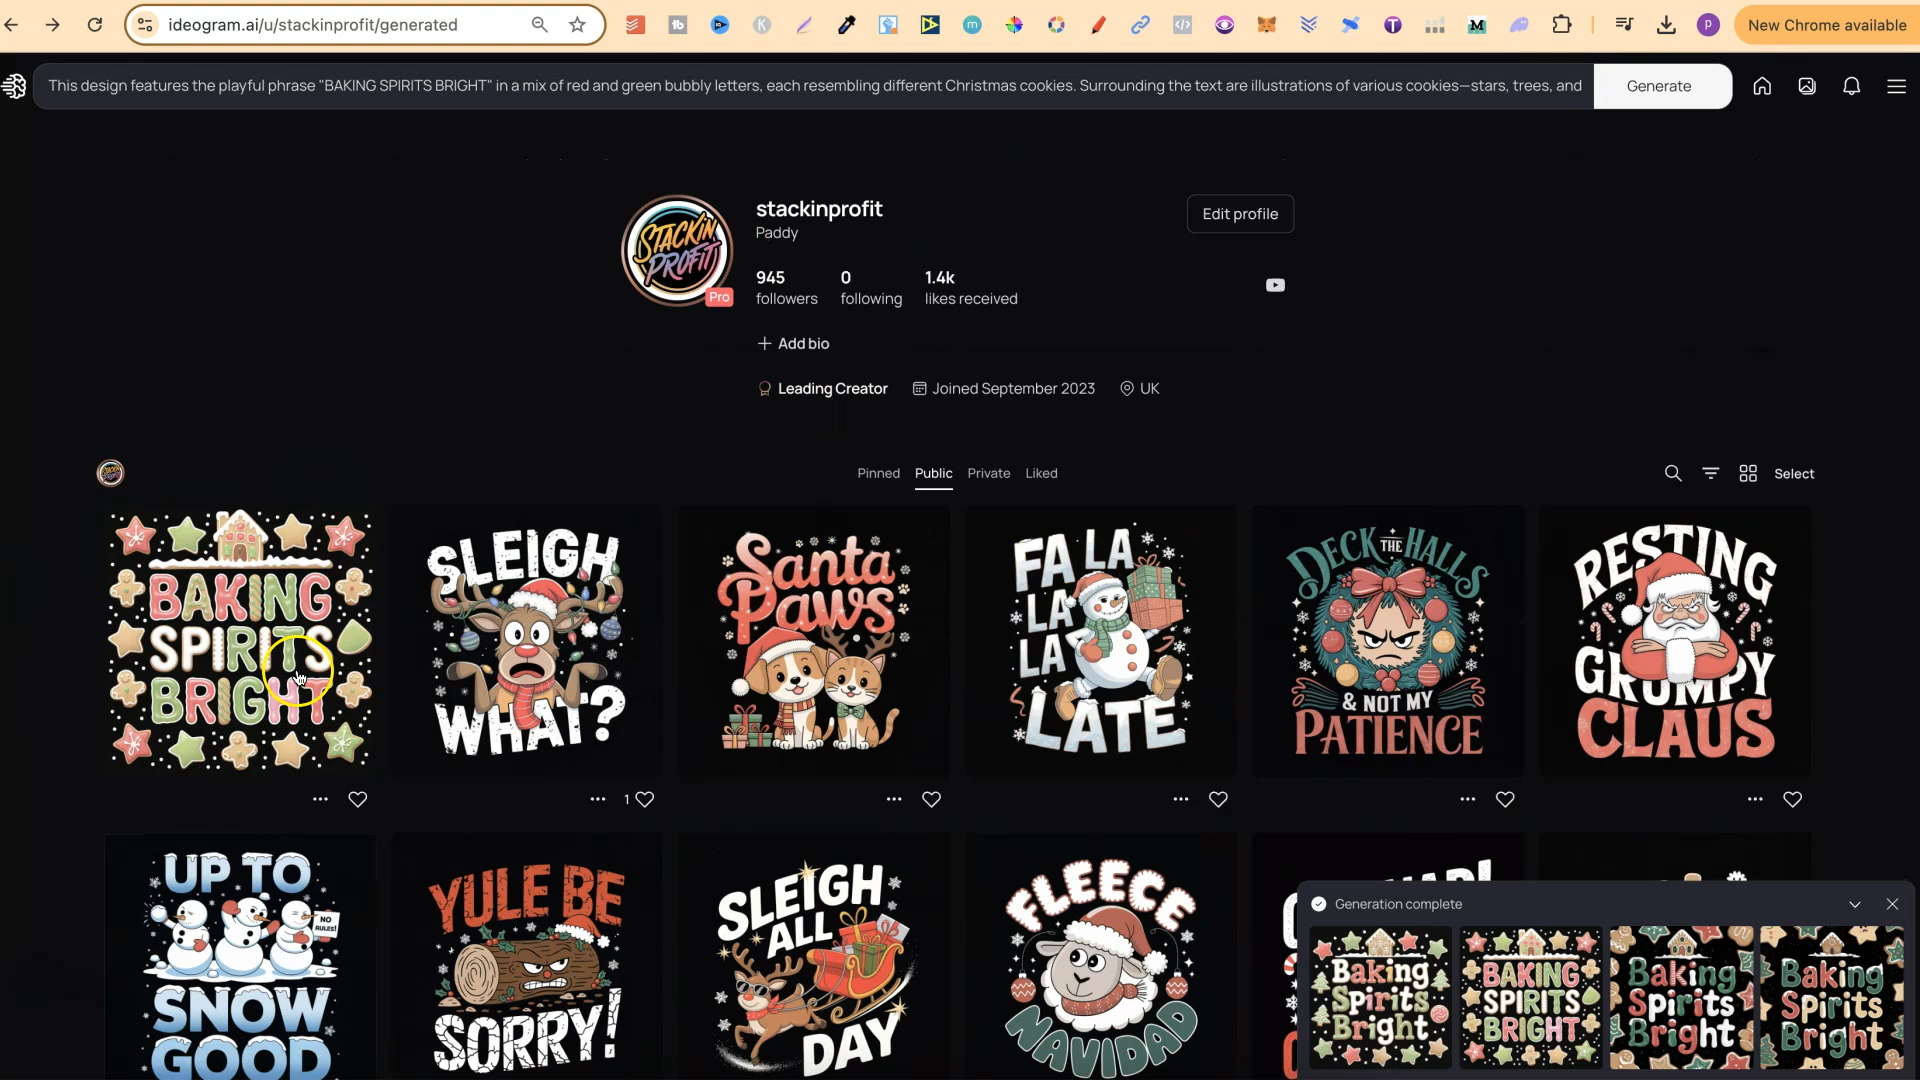 ideogram.ai/u/stackinprofit/generated
New Chrome available
This design features the playful phrase "BAKING SPIRITS BRIGHT" in a mix of red and green bubbly letters, each resembling different Christmas cookies. Surrounding the text are illustrations of various cookies—stars, trees, and
Generate
STACKIN
PROFIT
Pro
stackinprofit
Paddy
Edit profile
945
followers
0
following
1.4k
likes received
+ Add bio
Leading Creator
Joined September 2023
UK
Pinned
Public
Private
Liked
Select
BAKING
SPIRITS
BRIGHT
SLEIGH
WHAT?
Santa
Paws
FA LA
LA
LA
LATE
DECK THE HALLS
& NOT MY
PATIENCE
RESTING
GRUMPY
CLAUS
1
UP TO
NO
RULES!
SNOW
GOOD
YULE BE
SORRY!
SLEIGH
ALL
DAY
FLEECE
NAVIDAD
Generation complete
Baking
Spirits
Bright
BAKING
SPIRITS
BRIGHT
Baking
Spirits
Bright
Baking
Spirits
Bright